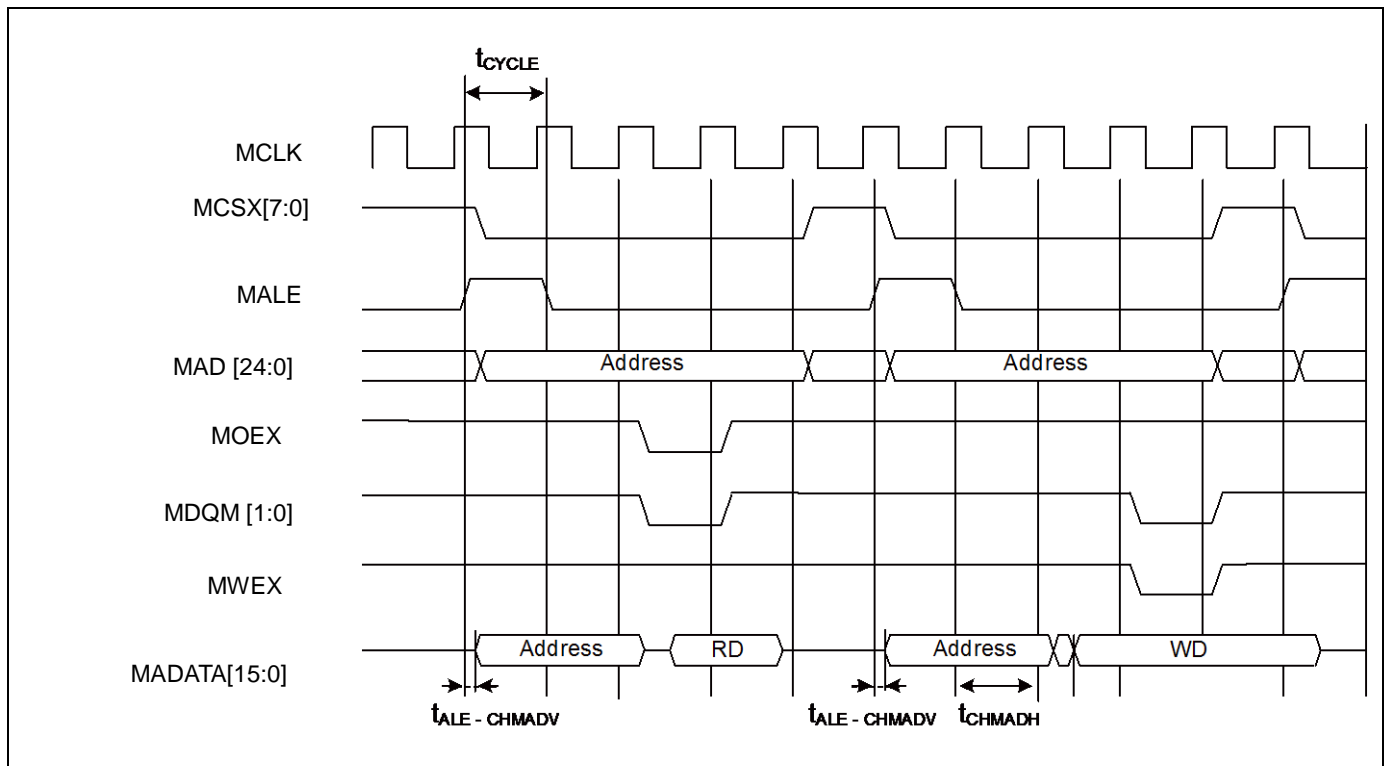 tCYCLE
MCLK
MCSX[7:0]
MALE
MAD [24:0]
Address
Address
MOEX
MDQM [1:0]
MWEX
MADATA[15:0]
Address
RD
Address
WD
tALE - CHMADV
tALE - CHMADV
tCHMADH